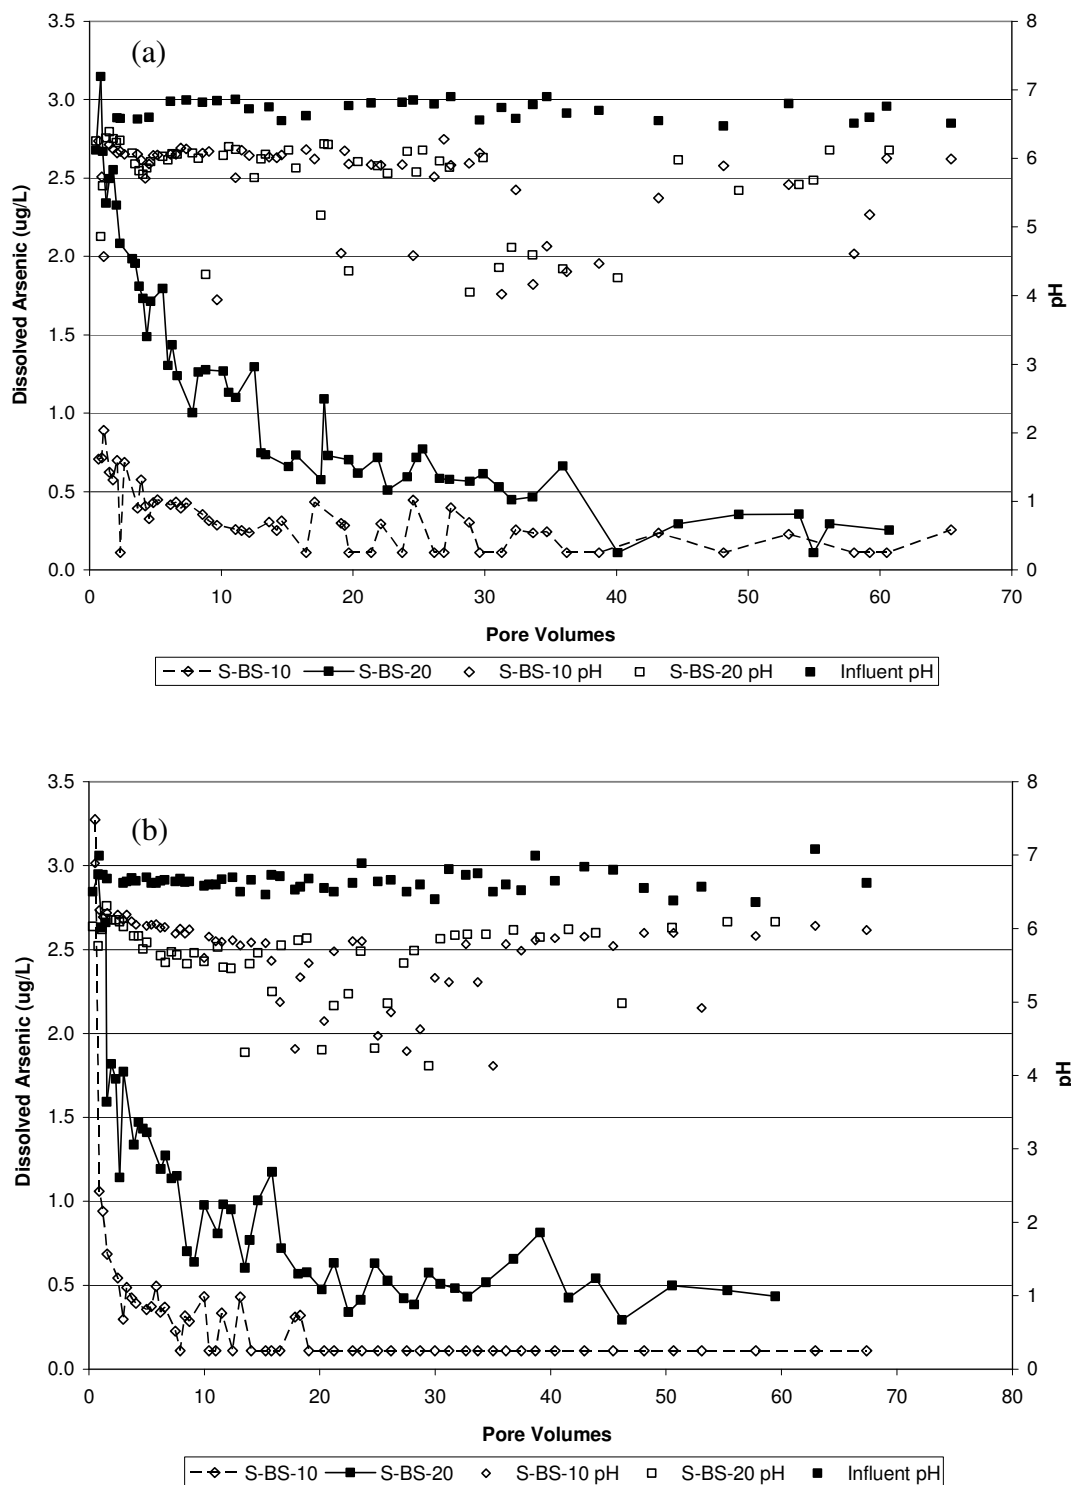 (a)
Dissolved Arsenic (ug/L)
3.5
3.0
2.5
2.0
1.5
1.0
0.5
0.0
8
7
6
5
4
3
2
1
0
pH
0 10 20 30 40 50 60 70
Pore Volumes
S-BS-10 S-BS-20 S-BS-10 pH S-BS-20 pH Influent pH
(b)
Dissolved Arsenic (ug/L)
3.5
3.0
2.5
2.0
1.5
1.0
0.5
0.0
8
7
6
5
4
3
2
1
0
pH
0 10 20 30 40 50 60 70 80
Pore Volumes
S-BS-10 S-BS-20 S-BS-10 pH S-BS-20 pH Influent pH